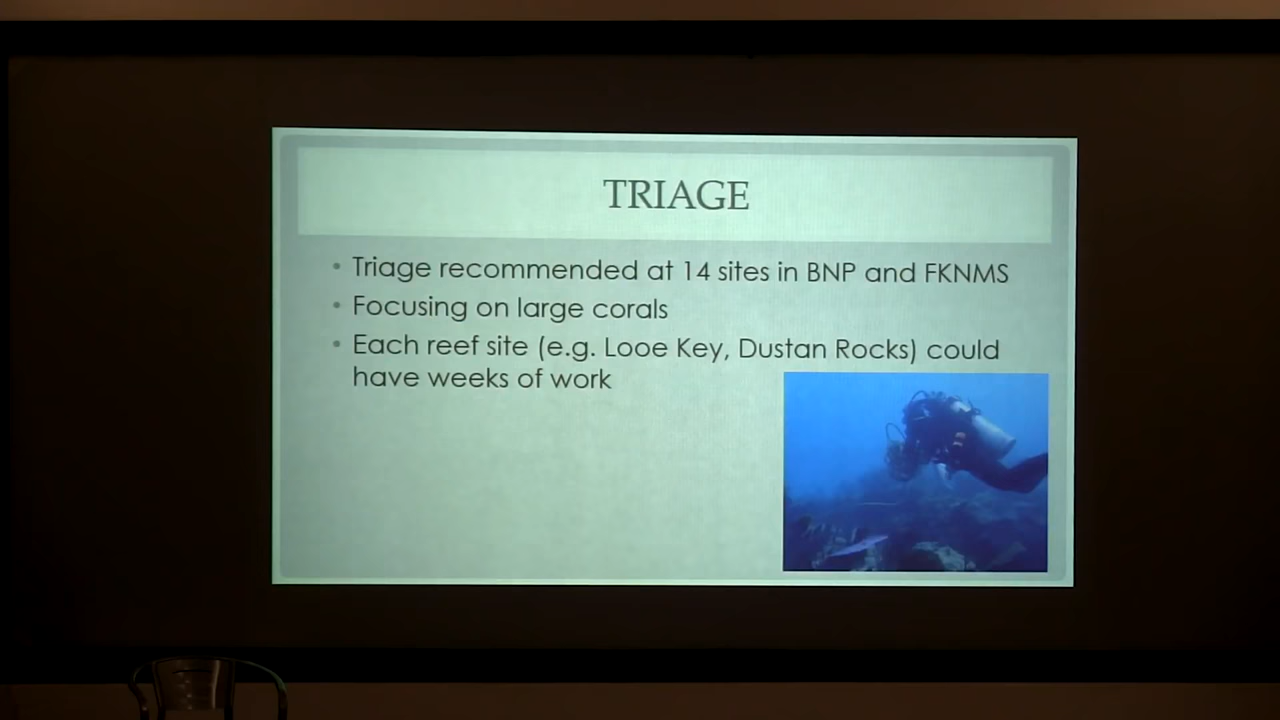 TRIAGE
• Triage recommended at 14 sites in BNP and FKNMS
• Focusing on large corals
• Each reef site (e.g. Looe Key, Dustan Rocks) could
have weeks of work